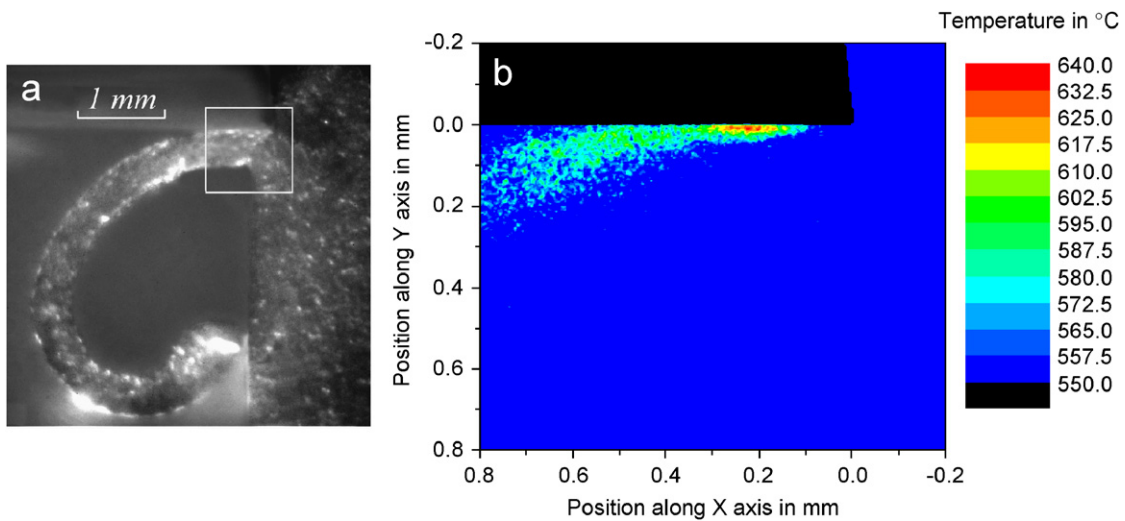 a
1 mm
b
Temperature in °C
640.0
632.5
625.0
617.5
610.0
602.5
595.0
587.5
580.0
572.5
565.0
557.5
550.0
Position along Y axis in mm
-0.2
0.0
0.2
0.4
0.6
0.8
0.8 0.6 0.4 0.2 0.0 -0.2
Position along X axis in mm